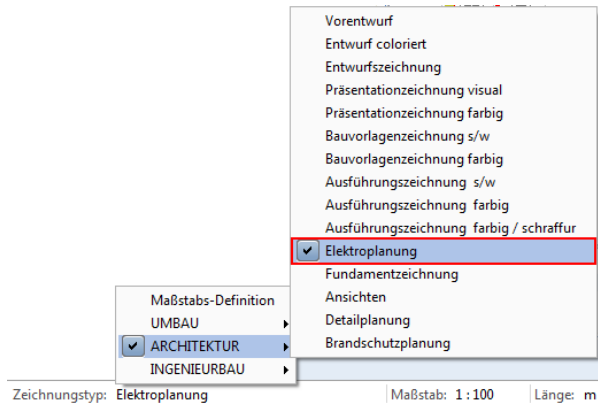 Vorentwurf
Entwurf coloriert
Entwurfszeichnung
Präsentationzeichnung visual
Präsentationzeichnung farbig
Bauvorlagenzeichnung s/w
Bauvorlagenzeichnung farbig
Ausführungszeichnung s/w
Ausführungszeichnung farbig
Ausführungszeichnung farbig / schraffur
Elektroplanung
Fundamentzeichnung
Ansichten
Detailplanung
Brandschutzplanung
Maßstabs-Definition
UMBAU
ARCHITEKTUR
INGENIEURBAU
Zeichnungstyp: Elektroplanung Maßstab: 1:100 Länge: m